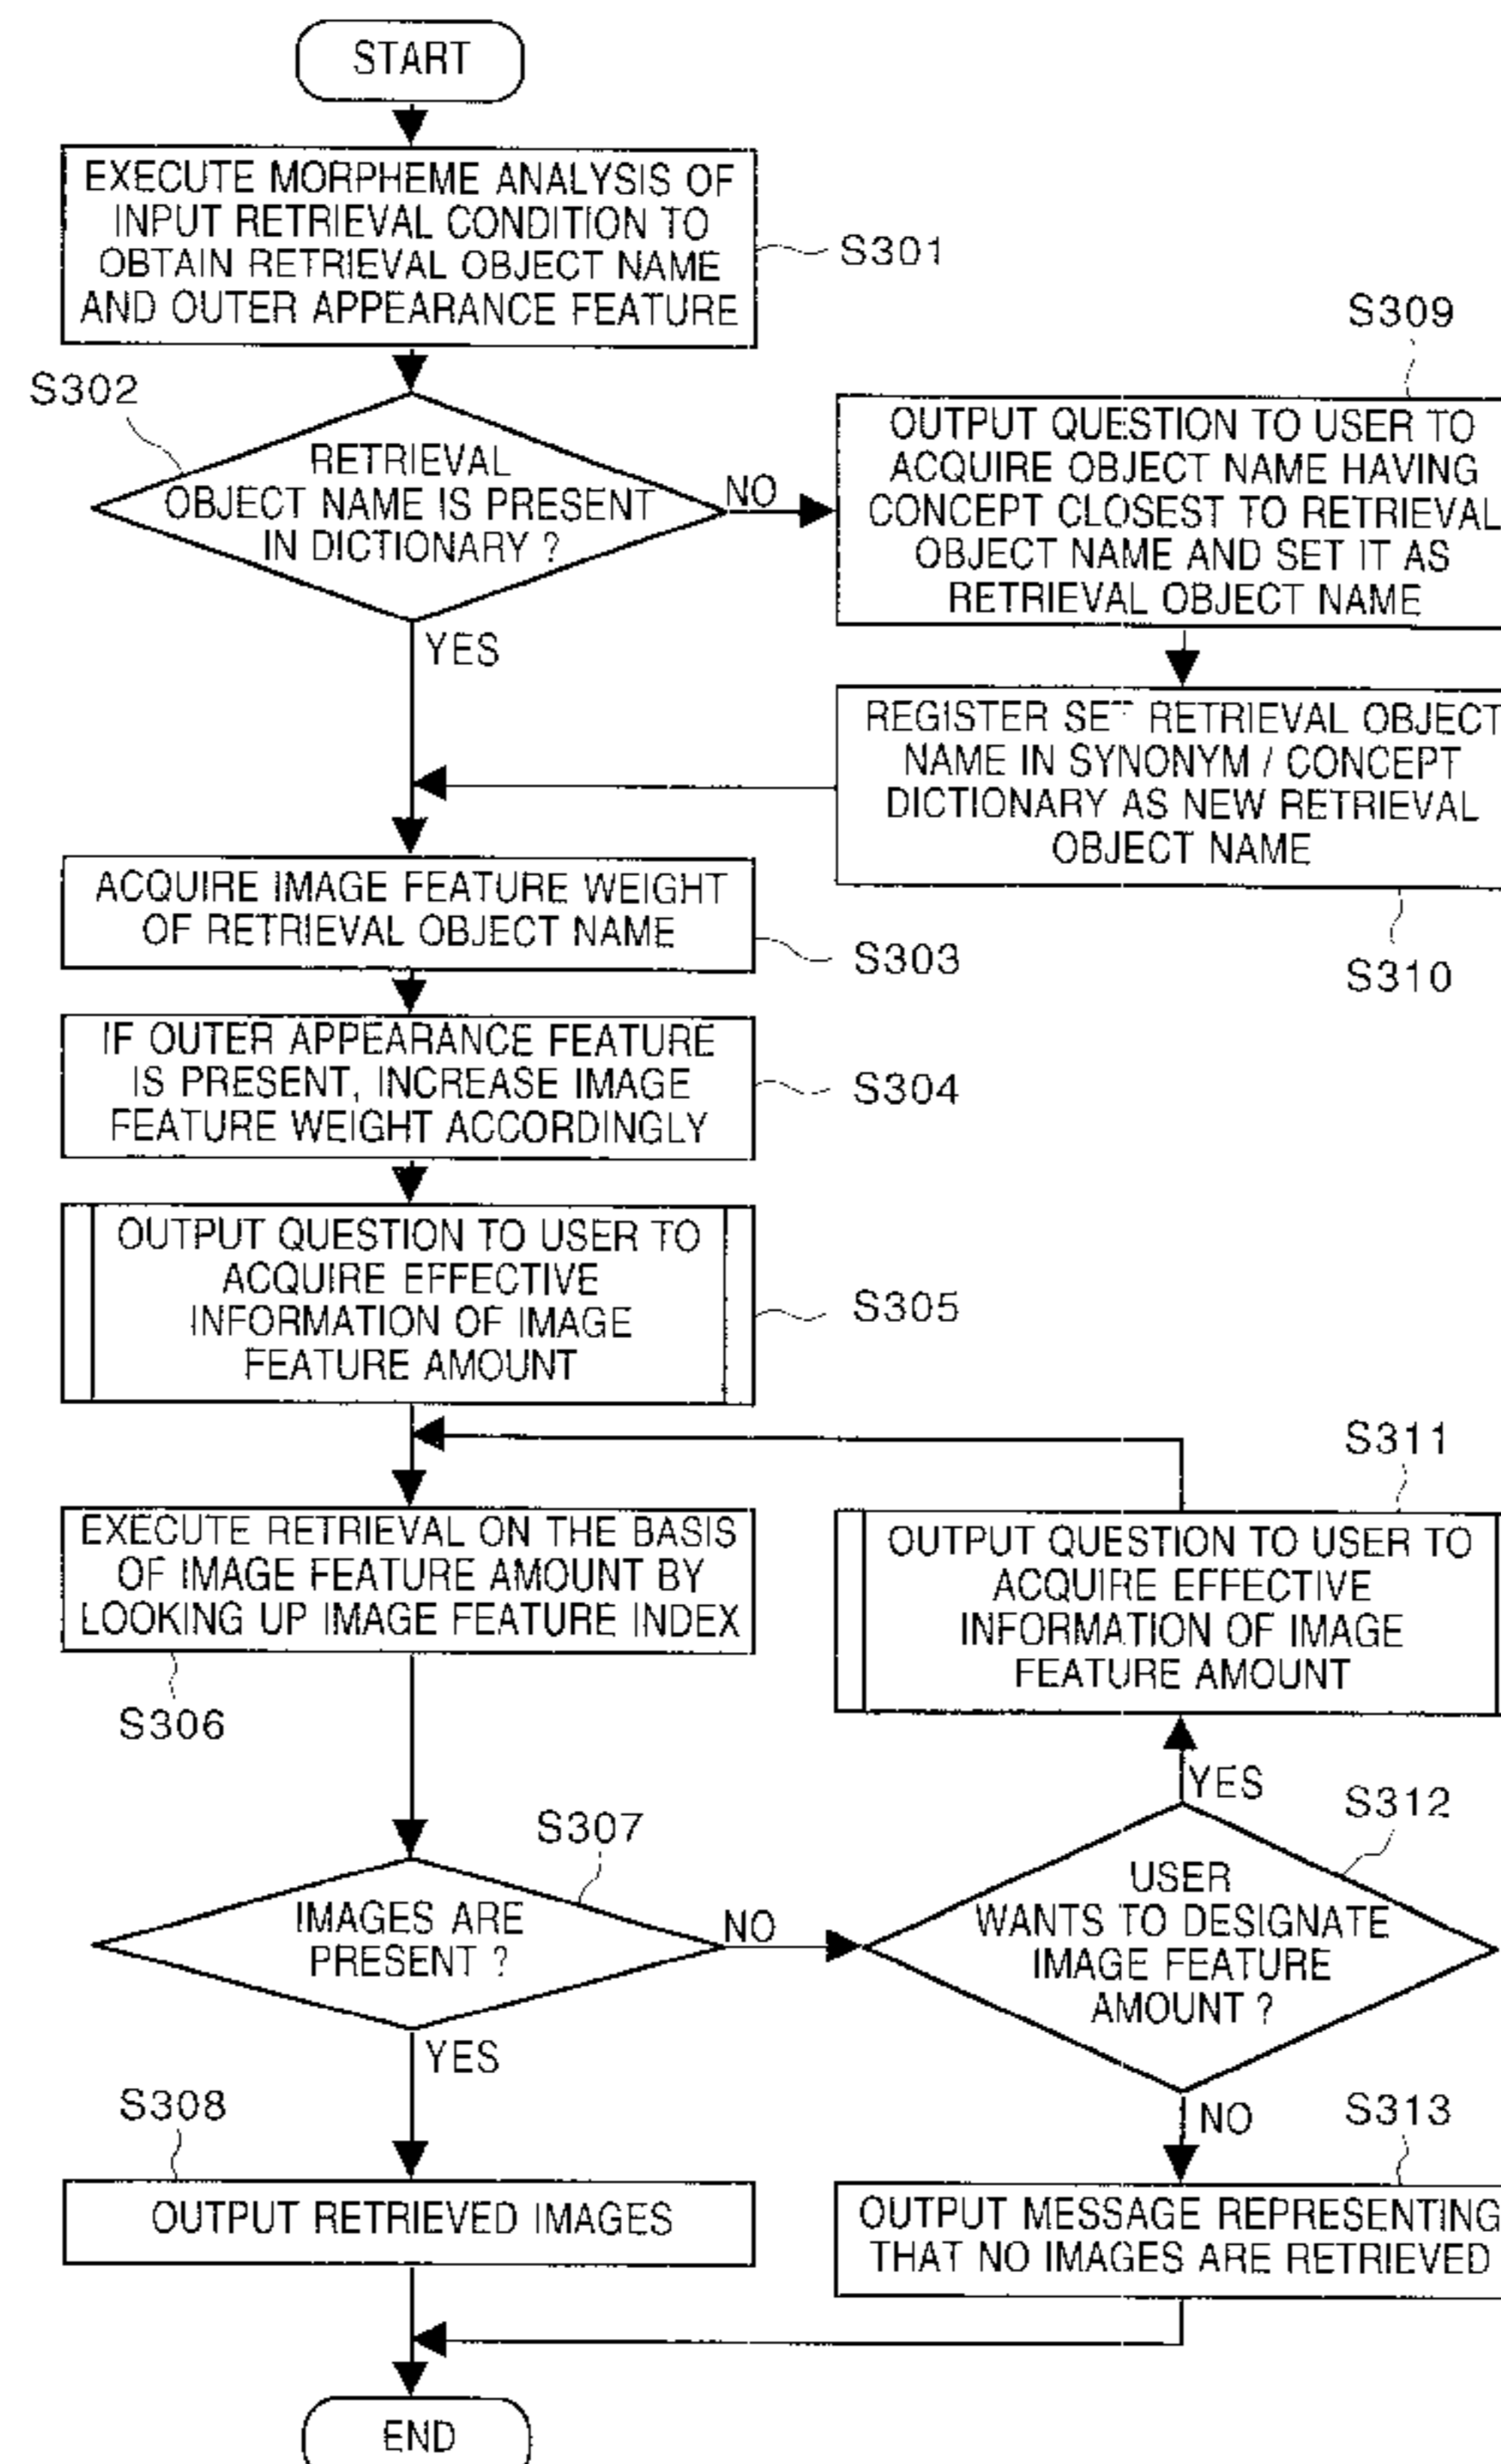 START
EXECUTE MORPHEME ANALYSIS OF
INPUT RETRIEVAL CONDITION TO
OBTAIN RETRIEVAL OBJECT NAME
AND OUTER APPEARANCE FEATURE
S301
S302
RETRIEVAL
OBJECT NAME IS PRESENT
IN DICTIONARY ?
NO
YES
S309
OUTPUT QUESTION TO USER TO
ACQUIRE OBJECT NAME HAVING
CONCEPT CLOSEST TO RETRIEVAL
OBJECT NAME AND SET IT AS
RETRIEVAL OBJECT NAME
REGISTER SET RETRIEVAL OBJECT
NAME IN SYNONYM / CONCEPT
DICTIONARY AS NEW RETRIEVAL
OBJECT NAME
S310
ACQUIRE IMAGE FEATURE WEIGHT
OF RETRIEVAL OBJECT NAME
S303
IF OUTER APPEARANCE FEATURE
IS PRESENT, INCREASE IMAGE
FEATURE WEIGHT ACCORDINGLY
S304
OUTPUT QUESTION TO USER TO
ACQUIRE EFFECTIVE
INFORMATION OF IMAGE
FEATURE AMOUNT
S305
EXECUTE RETRIEVAL ON THE BASIS
OF IMAGE FEATURE AMOUNT BY
LOOKING UP IMAGE FEATURE INDEX
S306
S311
OUTPUT QUESTION TO USER TO
ACQUIRE EFFECTIVE
INFORMATION OF IMAGE
FEATURE AMOUNT
YES
S307
IMAGES ARE
PRESENT ?
NO
YES
S312
USER
WANTS TO DESIGNATE
IMAGE FEATURE
AMOUNT ?
NO
S308
OUTPUT RETRIEVED IMAGES
S313
OUTPUT MESSAGE REPRESENTING
THAT NO IMAGES ARE RETRIEVED
END